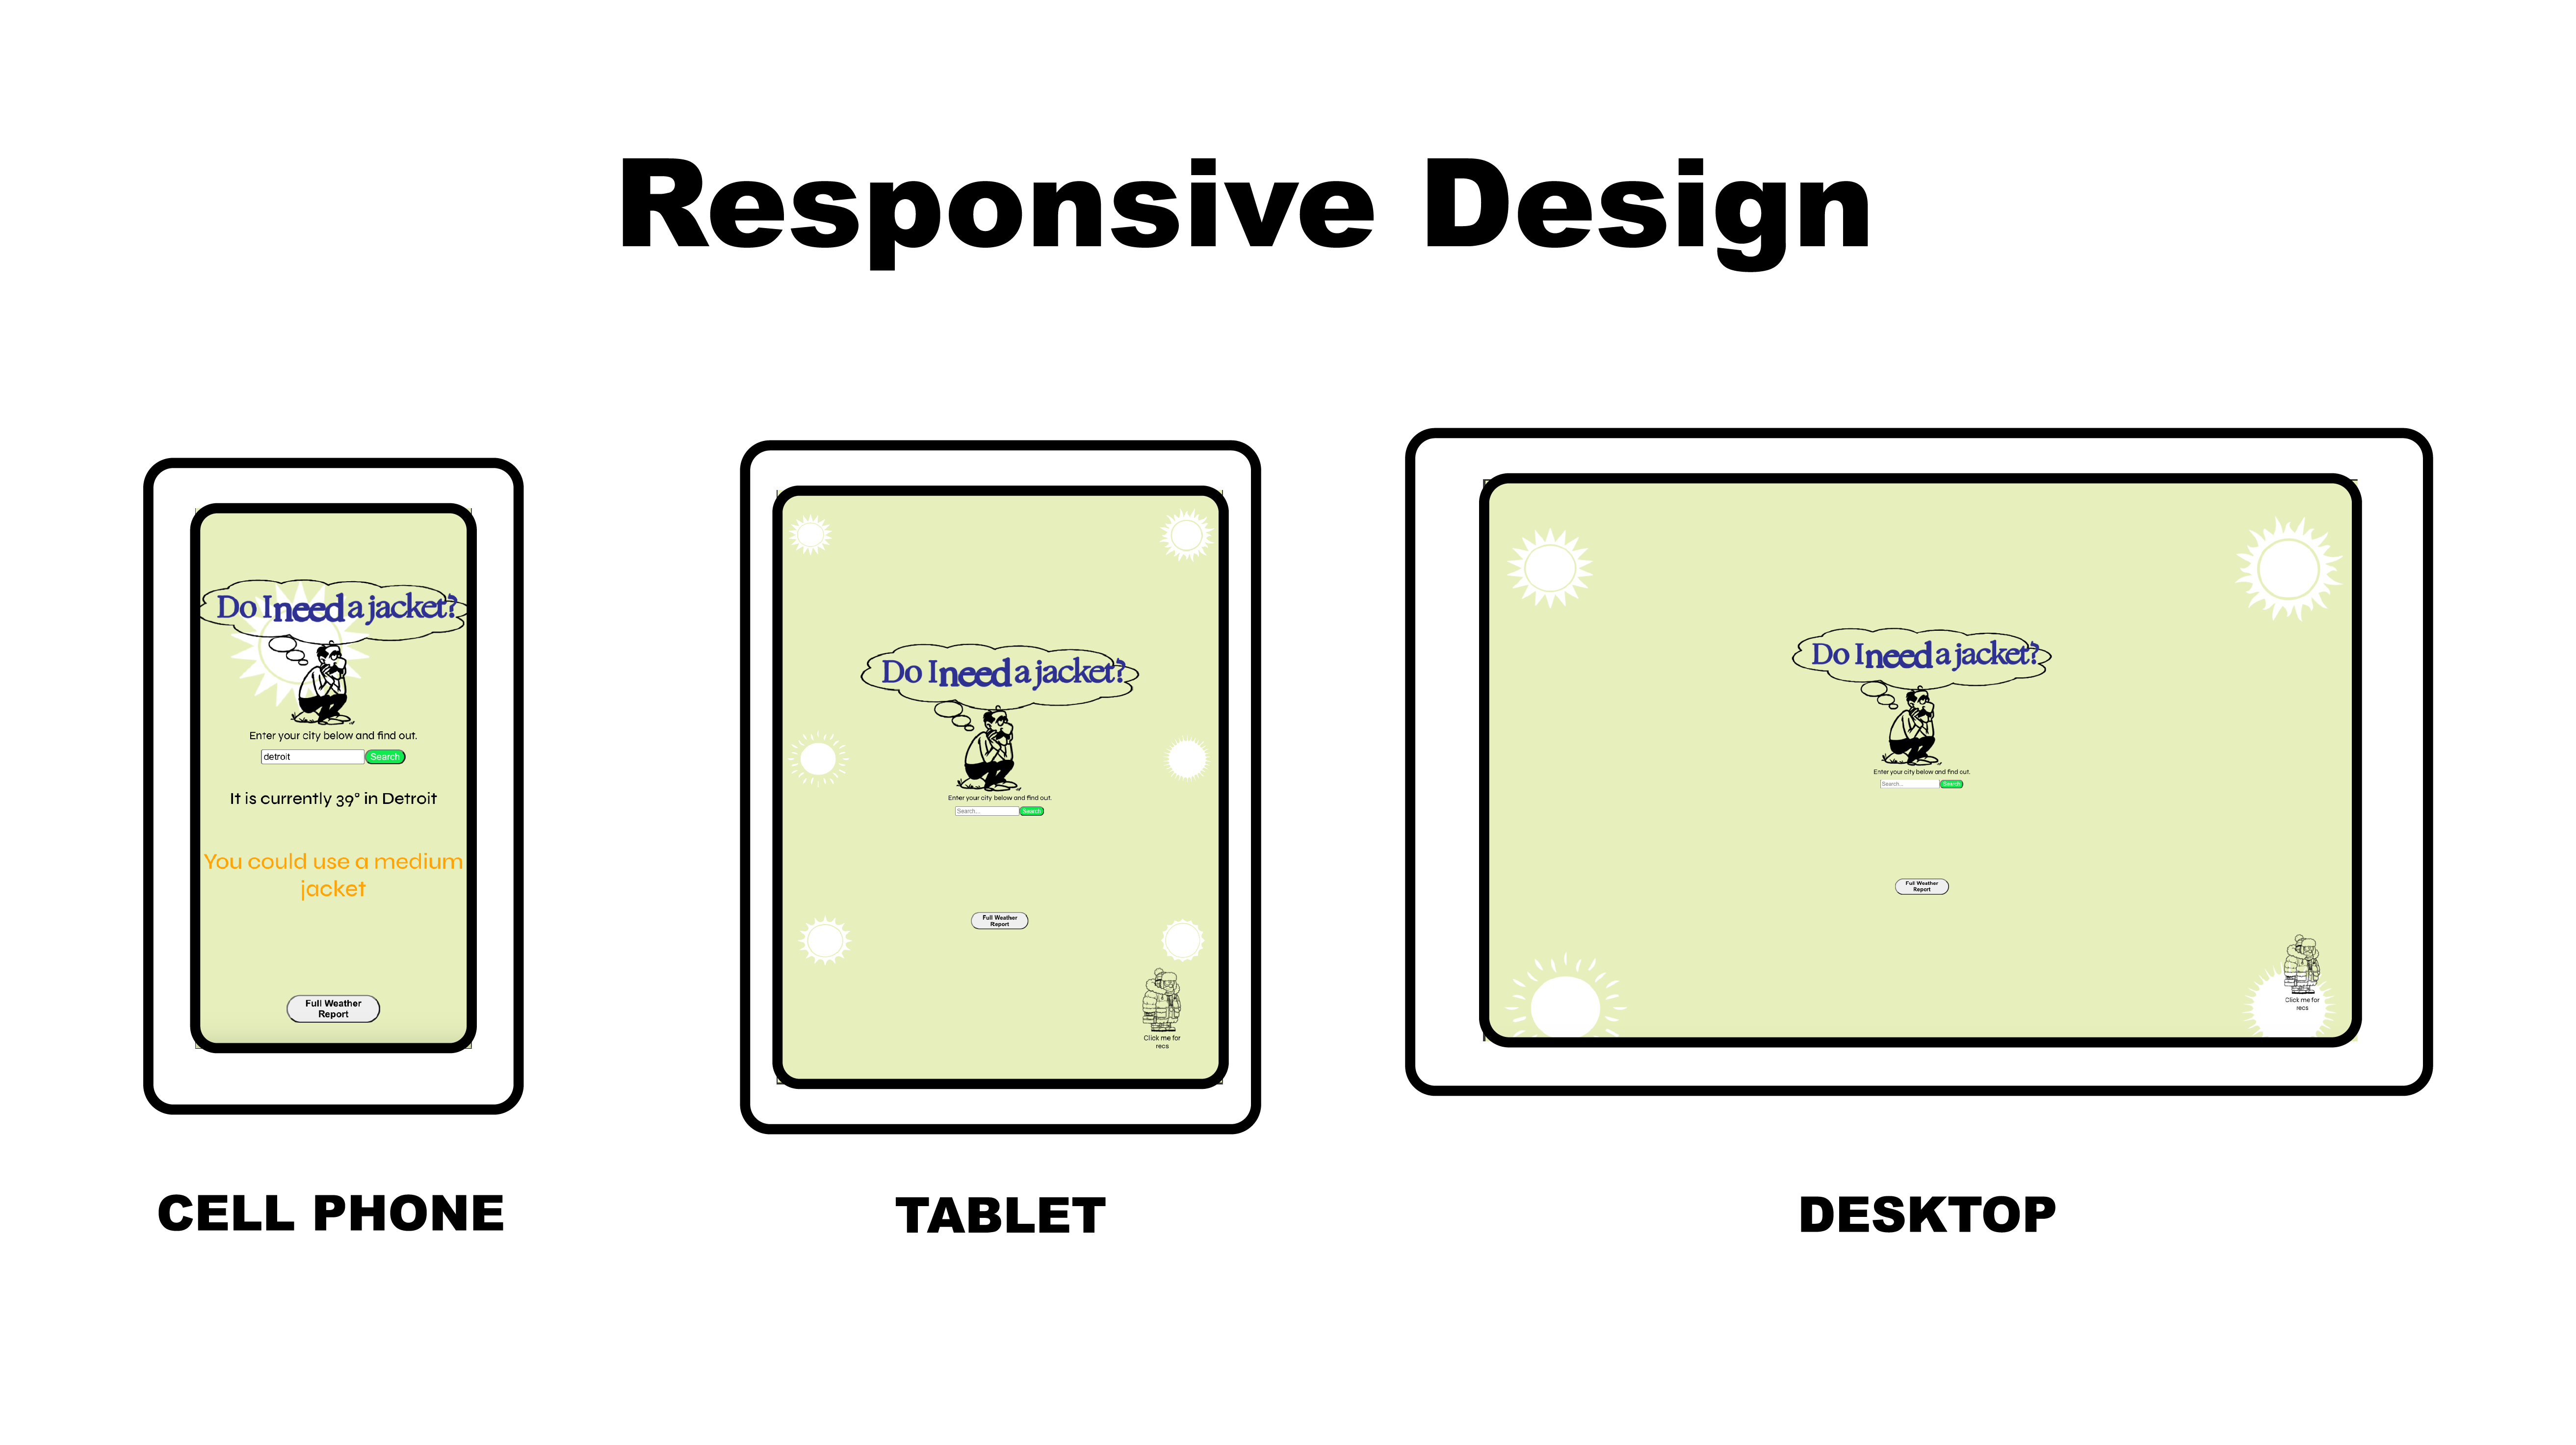 Responsive Design
Do I need a jacket?
Enter your city below and find out.
detroit
Search
It is currently 39° in Detroit
You could use a medium
jacket
Full Weather
Report
CELL PHONE
Do I need a jacket?
Enter your city below and find out.
Search...
Search
Full Weather
Report
Click me for
recs
TABLET
Do I need a jacket?
Enter your city below and find out.
Search...
Search
Full Weather
Report
Click me for
recs
DESKTOP